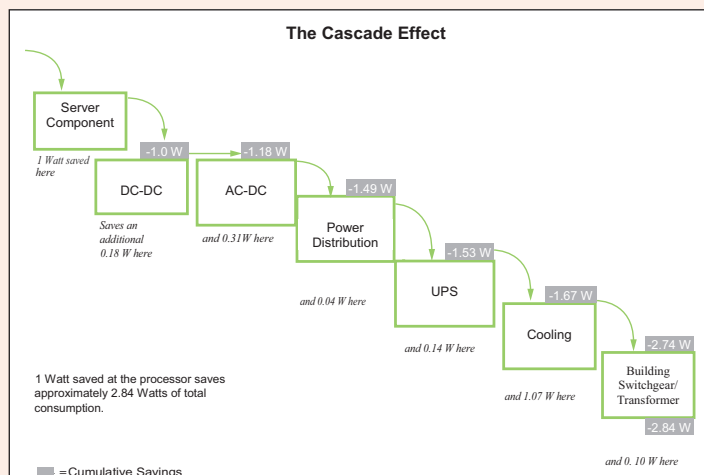 The Cascade Effect
Server
Component
1 Watt saved
here
-1.0 W
DC-DC
Saves an
additional
0.18 W here
-1.18 W
AC-DC
and 0.31W here
-1.49 W
Power
Distribution
and 0.04 W here
-1.53 W
UPS
and 0.14 W here
-1.67 W
Cooling
and 1.07 W here
-2.74 W
Building
Switchgear/
Transformer
-2.84 W
and 0. 10 W here
1 Watt saved at the processor saves
approximately 2.84 Watts of total
consumption.
=Cumulative Savings